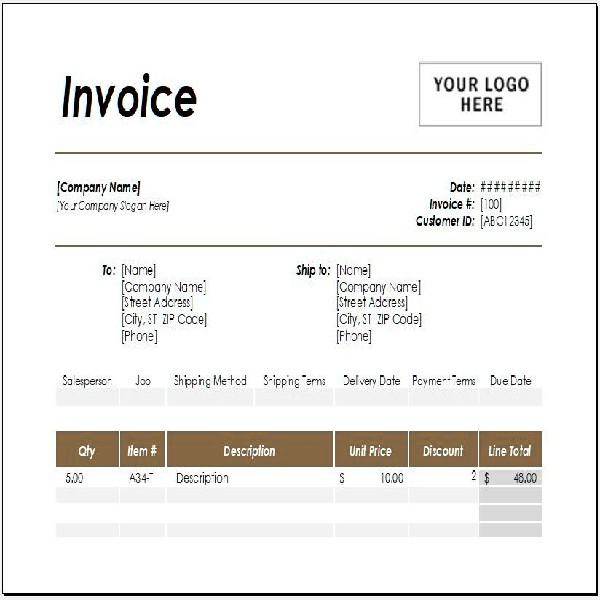 Invoice
YOUR LOGO
HERE
[Company Name]
[Your Company Slogan Here]
Date: #########
Invoice #: [100]
Customer ID: [ABC12345]
To: [Name]
[Company Name]
[Street Address]
[City, ST ZIP Code]
[Phone]
Ship to: [Name]
[Company Name]
[Street Address]
[City, ST ZIP Code]
[Phone]
Salesperson Job Shipping Method Shipping Terms Delivery Date Payment Terms Due Date
Qty Item # Description Unit Price Discount Line Total
5.00 A34-T Description $ 10.00 2 $ 48.00